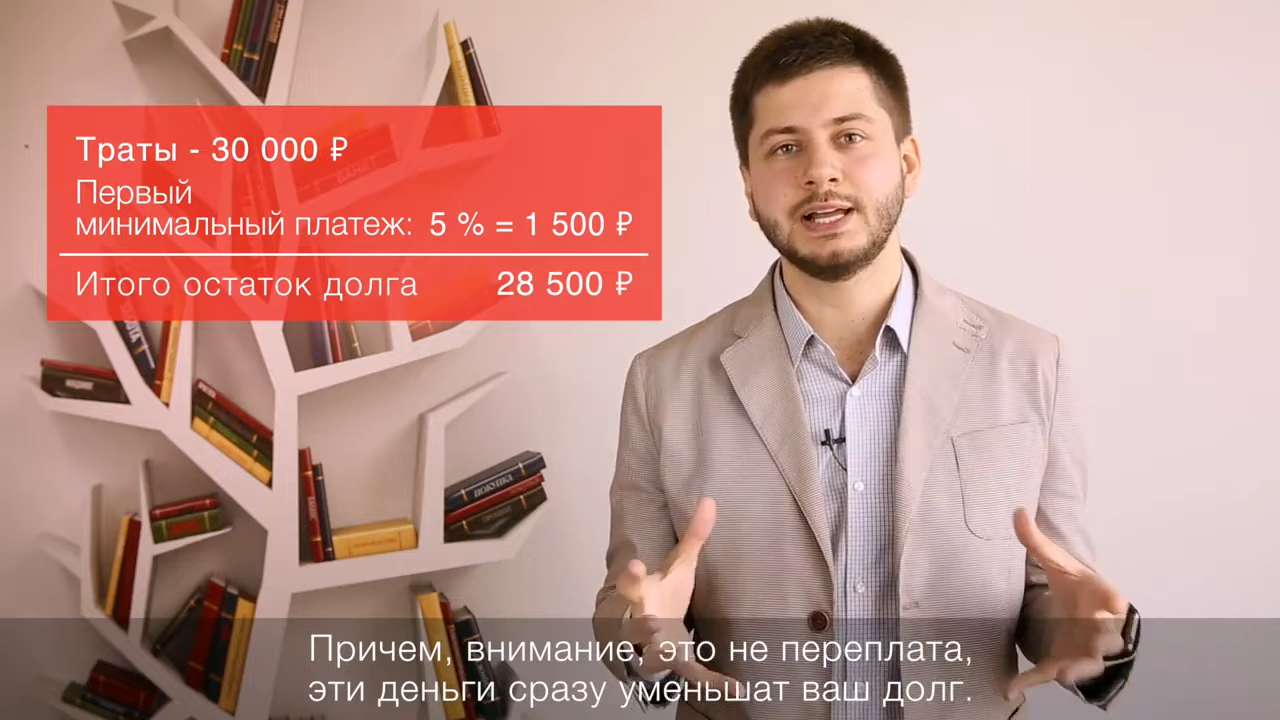 Траты - 30 000 ₽
Первый
минимальный платеж: 5 % = 1 500 ₽
Итого остаток долга 28 500 ₽
ПОКУПКА
Причем, внимание, это не переплата,
эти деньги сразу уменьшат ваш долг.